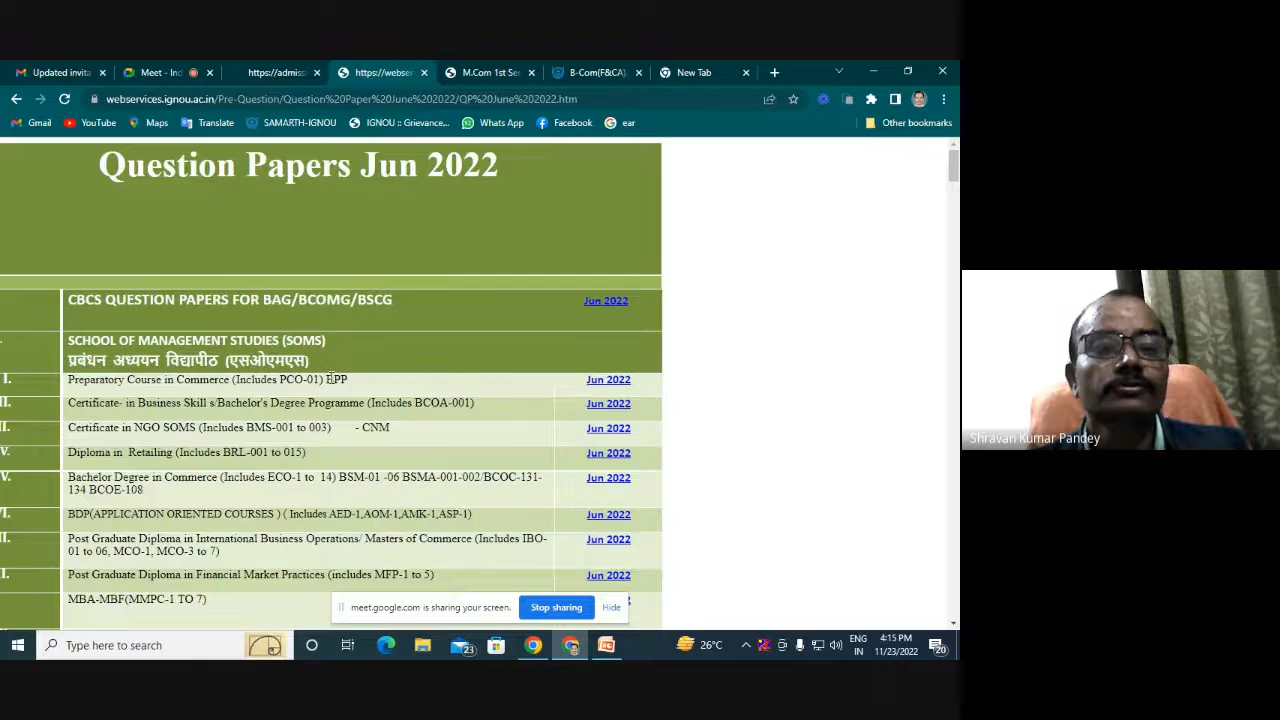 Updated invita
Meet - Ind
https://admiss
https://webser
M.Com 1st Se
B-Com(F&CA)
New Tab
webservices.ignou.ac.in/Pre-Question/Question%20Paper%20June%202022/QP%20June%202022.htm
Gmail
YouTube
Maps
Translate
SAMARTH-IGNOU
IGNOU :: Grievance...
Whats App
Facebook
ear
Other bookmarks
Question Papers Jun 2022
CBCS QUESTION PAPERS FOR BAG/BCOMG/BSCG Jun 2022
SCHOOL OF MANAGEMENT STUDIES (SOMS)
प्रबंधन अध्ययन विद्यापीठ (एसओएमएस)
I. Preparatory Course in Commerce (Includes PCO-01) Jun 2022
II. Certificate- in Business Skill s/Bachelor's Degree Programme (Includes BCOA-001) Jun 2022
II. Certificate in NGO SOMS (Includes BMS-001 to 003) - CNM Jun 2022
V. Diploma in Retailing (Includes BRL-001 to 015) Jun 2022
V. Bachelor Degree in Commerce (Includes ECO-1 to 14) BSM-01 -06 BSMA-001-002/BCOC-131- Jun 2022
134 BCOE-108
VI. BDP(APPLICATION ORIENTED COURSES ) ( Includes AED-1,AOM-1,AMK-1,ASP-1) Jun 2022
II. Post Graduate Diploma in International Business Operations/ Masters of Commerce (Includes IBO- Jun 2022
01 to 06, MCO-1, MCO-3 to 7)
I. Post Graduate Diploma in Financial Market Practices (includes MFP-1 to 5) Jun 2022
MBA-MBF(MMPC-1 TO 7)
meet.google.com is sharing your screen. Stop sharing Hide
Type here to search
23
26°C
ENG
IN
4:15 PM
11/23/2022
20
Shravan Kumar Pandey